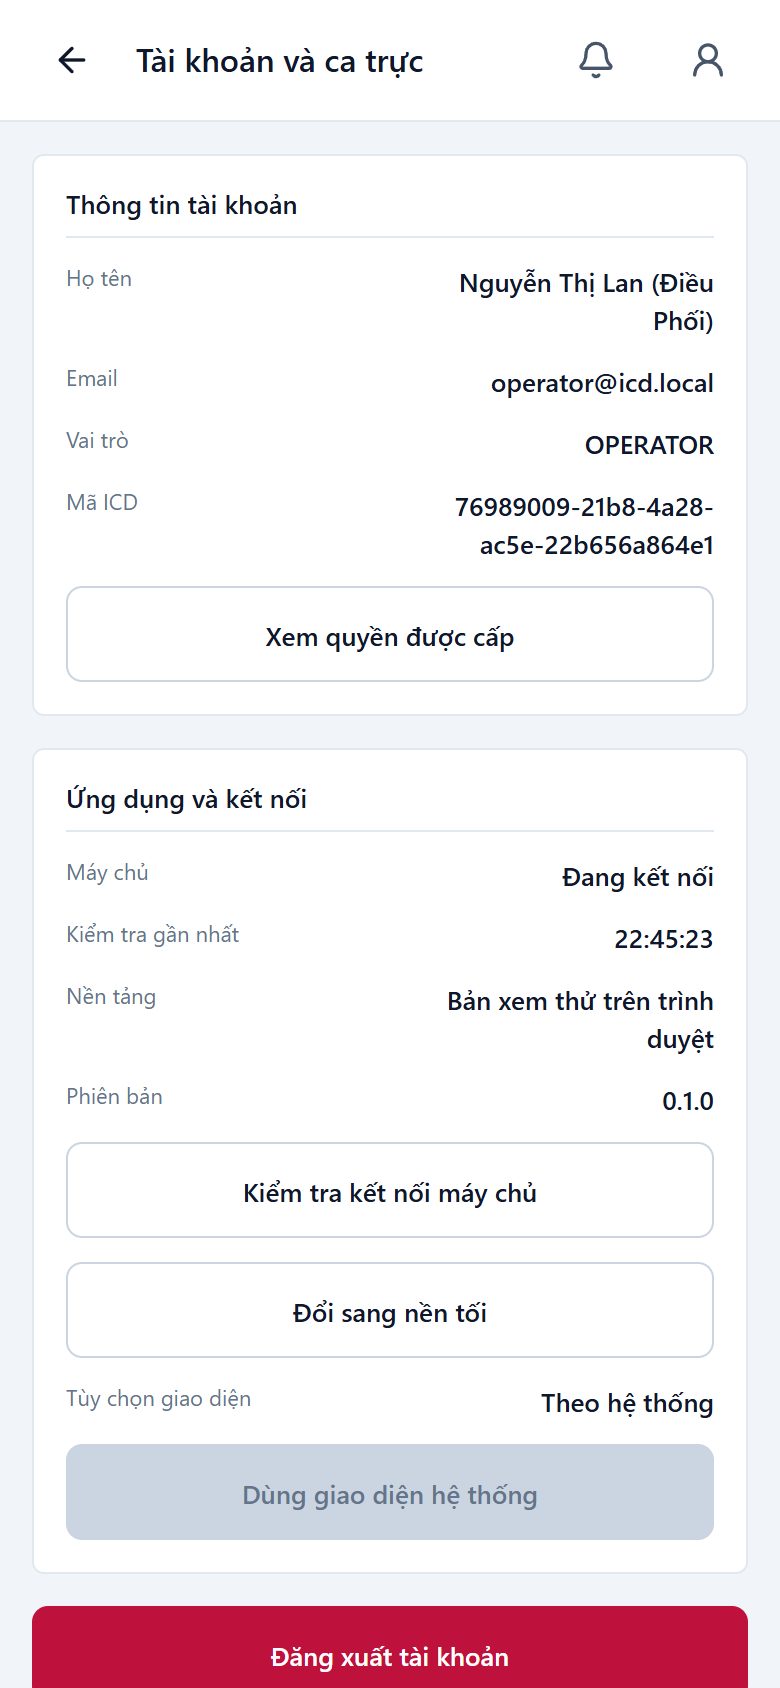 Tài khoản và ca trực
Thông tin tài khoản
Họ tên
Nguyễn Thị Lan (Điều
Phối)
Email
operator@icd.local
Vai trò
OPERATOR
Mã ICD
76989009-21b8-4a28-
ac5e-22b656a864e1
Xem quyền được cấp
Ứng dụng và kết nối
Máy chủ
Đang kết nối
Kiểm tra gần nhất
22:45:23
Nền tảng
Bản xem thử trên trình
duyệt
Phiên bản
0.1.0
Kiểm tra kết nối máy chủ
Đổi sang nền tối
Tùy chọn giao diện
Theo hệ thống
Dùng giao diện hệ thống
Đăng xuất tài khoản